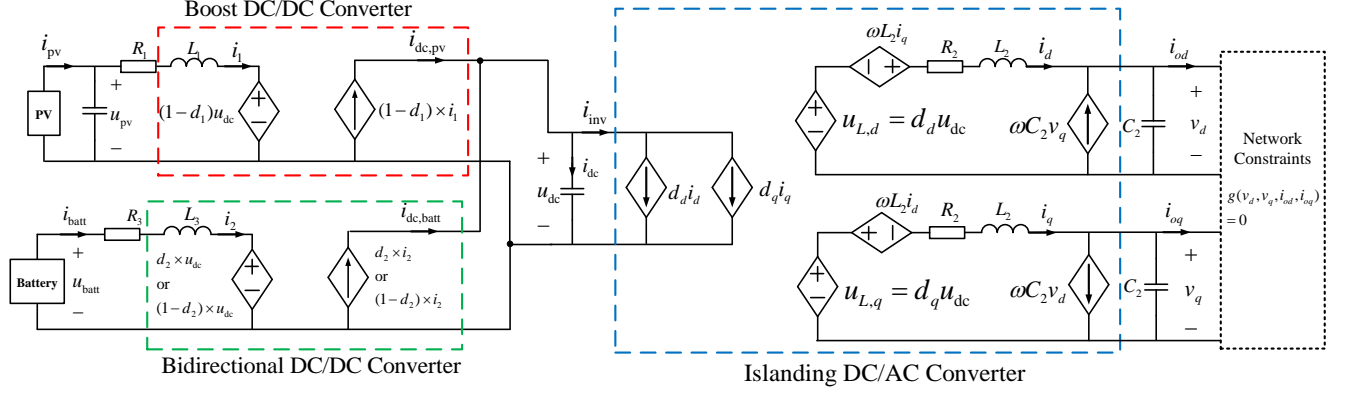 Boost DC/DC Converter
i_pv
R_1
L_1
i_1
i_dc,pv
PV
+
u_pv
−
(1−d_1)u_dc
+
−
(1−d_1)×i_1
i_batt
R_3
L_3
i_2
i_dc,batt
Battery
+
u_batt
−
d_2×u_dc
or
(1−d_2)×u_dc
+
−
d_2×i_2
or
(1−d_2)×i_2
Bidirectional DC/DC Converter
i_inv
+
u_dc
−
i_dc
d_d i_d
d_q i_q
ωL_2 i_q
−
+
R_2
L_2
i_d
i_od
+
−
u_L,d = d_d u_dc
ωC_2 v_q
C_2
+
v_d
−
ωL_2 i_d
+
−
R_2
L_2
i_q
i_oq
+
−
u_L,q = d_q u_dc
ωC_2 v_d
C_2
+
v_q
−
Islanding DC/AC Converter
Network
Constraints
g(v_d,v_q,i_od,i_oq)
=0